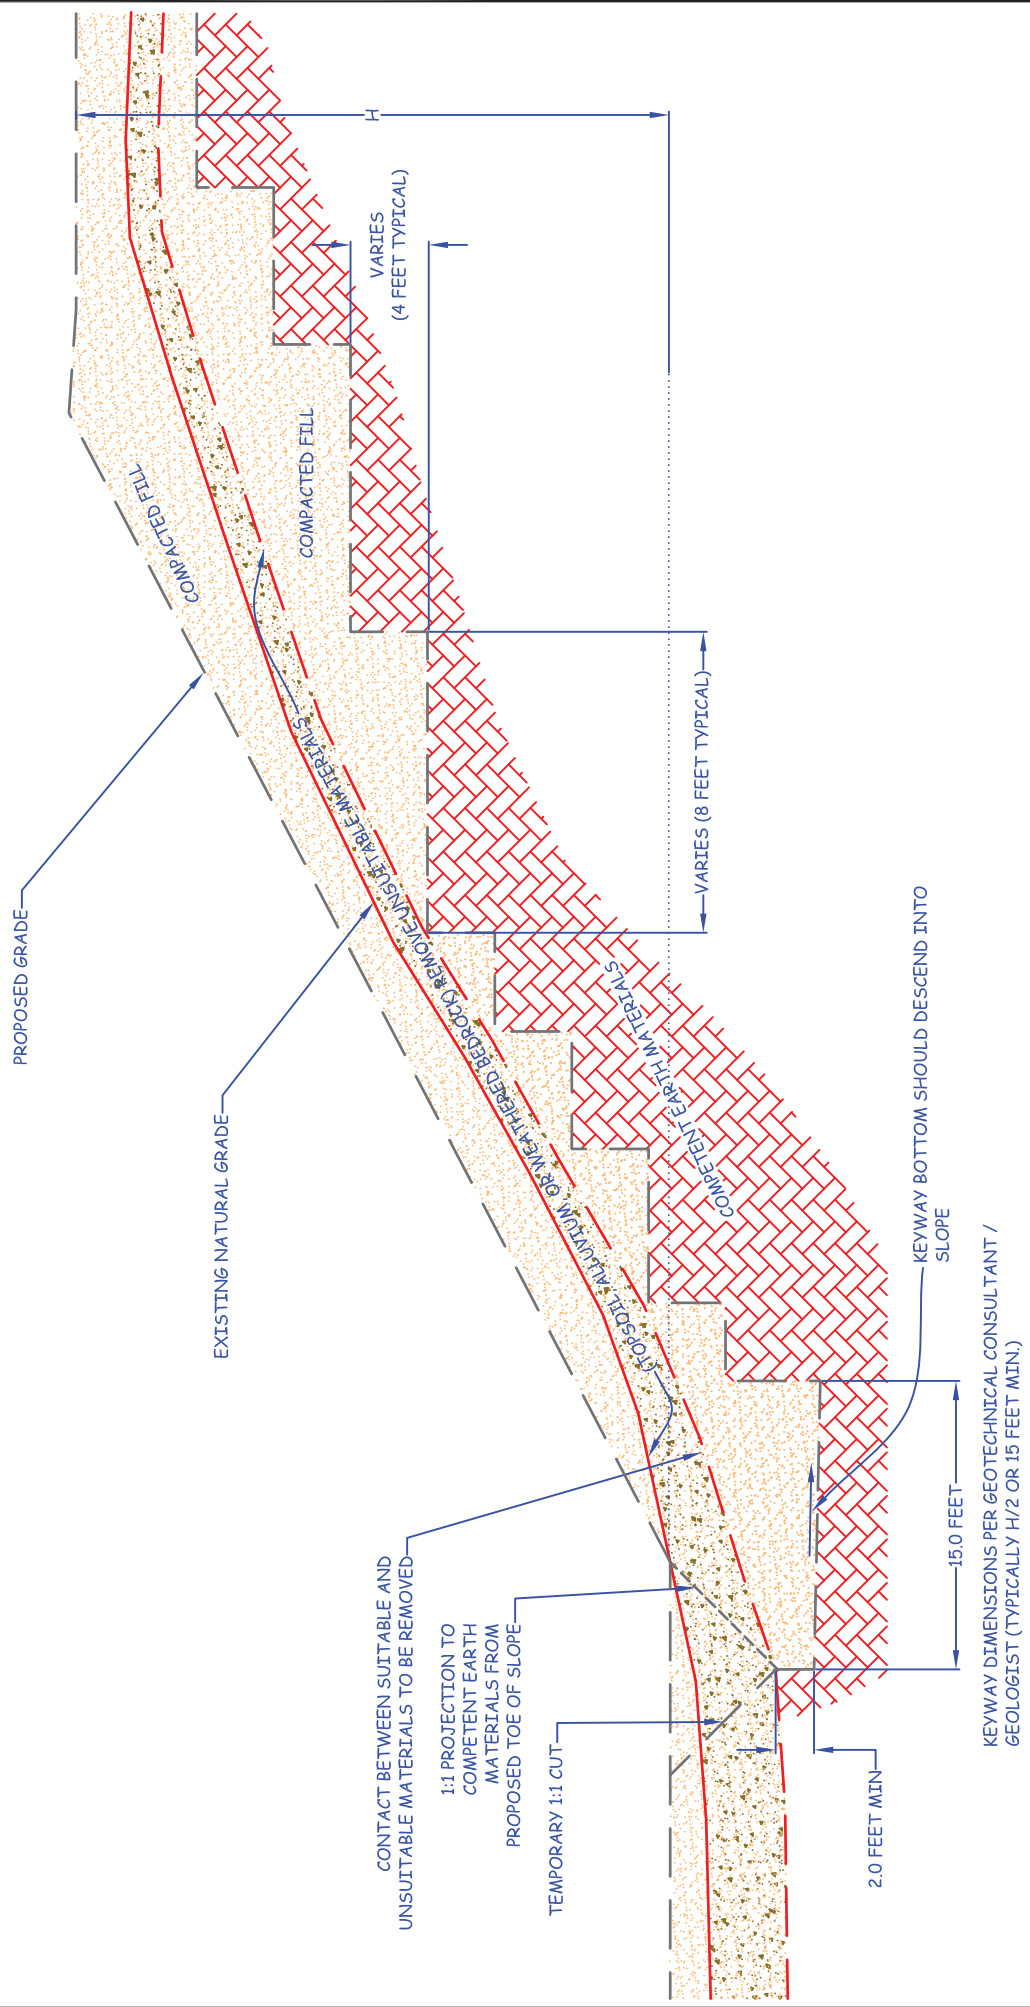 PROPOSED GRADE
EXISTING NATURAL GRADE
CONTACT BETWEEN SUITABLE AND
UNSUITABLE MATERIALS TO BE REMOVED
1:1 PROJECTION TO
COMPETENT EARTH
MATERIALS FROM
PROPOSED TOE OF SLOPE
TEMPORARY 1:1 CUT
COMPACTED FILL
COMPACTED FILL
(TOPSOIL, ALLUVIUM, OR WEATHERED BEDROCK) REMOVE UNSUITABLE MATERIALS
COMPETENT EARTH MATERIALS
H
VARIES
(4 FEET TYPICAL)
VARIES (8 FEET TYPICAL)
2.0 FEET MIN
15.0 FEET
KEYWAY BOTTOM SHOULD DESCEND INTO
SLOPE
KEYWAY DIMENSIONS PER GEOTECHNICAL CONSULTANT /
GEOLOGIST (TYPICALLY H/2 OR 15 FEET MIN.)